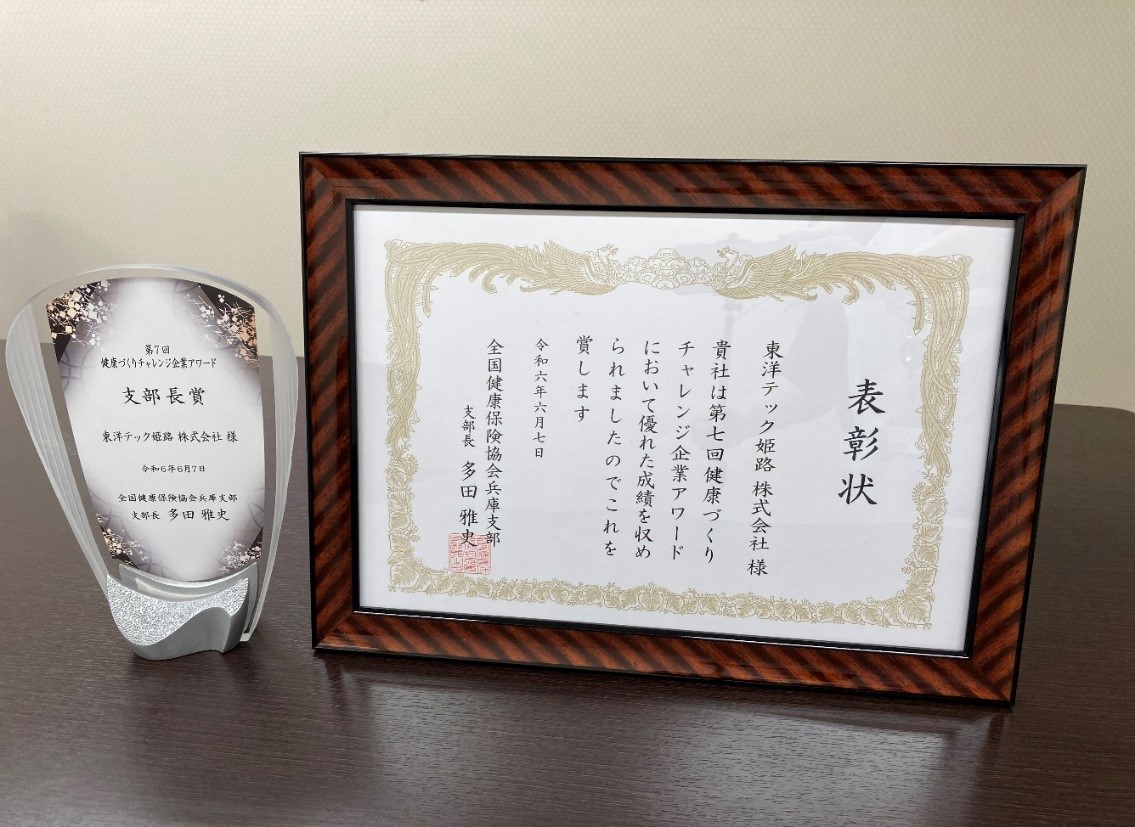 第7回
健康づくりチャレンジ企業アワード
支部長賞
東洋テック姫路 株式会社 様
令和6年6月7日
全国健康保険協会兵庫支部
支部長 多田 雅史
表彰状
東洋テック姫路 株式会社 様
貴社は第七回健康づくり
チャレンジ企業アワード
において優れた成績を収め
られましたのでこれを
賞します
令和六年六月七日
全国健康保険協会兵庫支部
支部長 多田 雅史